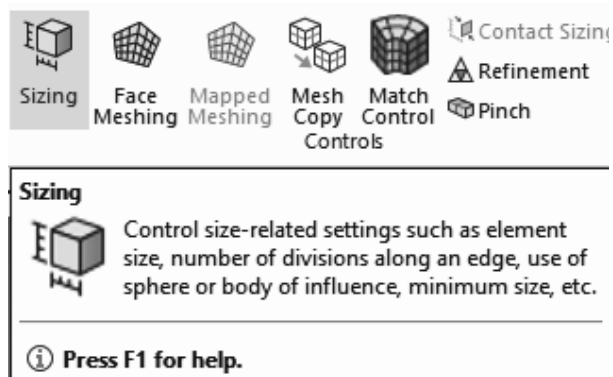 Sizing
Face Meshing
Mapped Meshing
Mesh Copy
Match Control
Contact Sizing
Refinement
Pinch
Controls
Sizing
Control size-related settings such as element
size, number of divisions along an edge, use of
sphere or body of influence, minimum size, etc.
Press F1 for help.